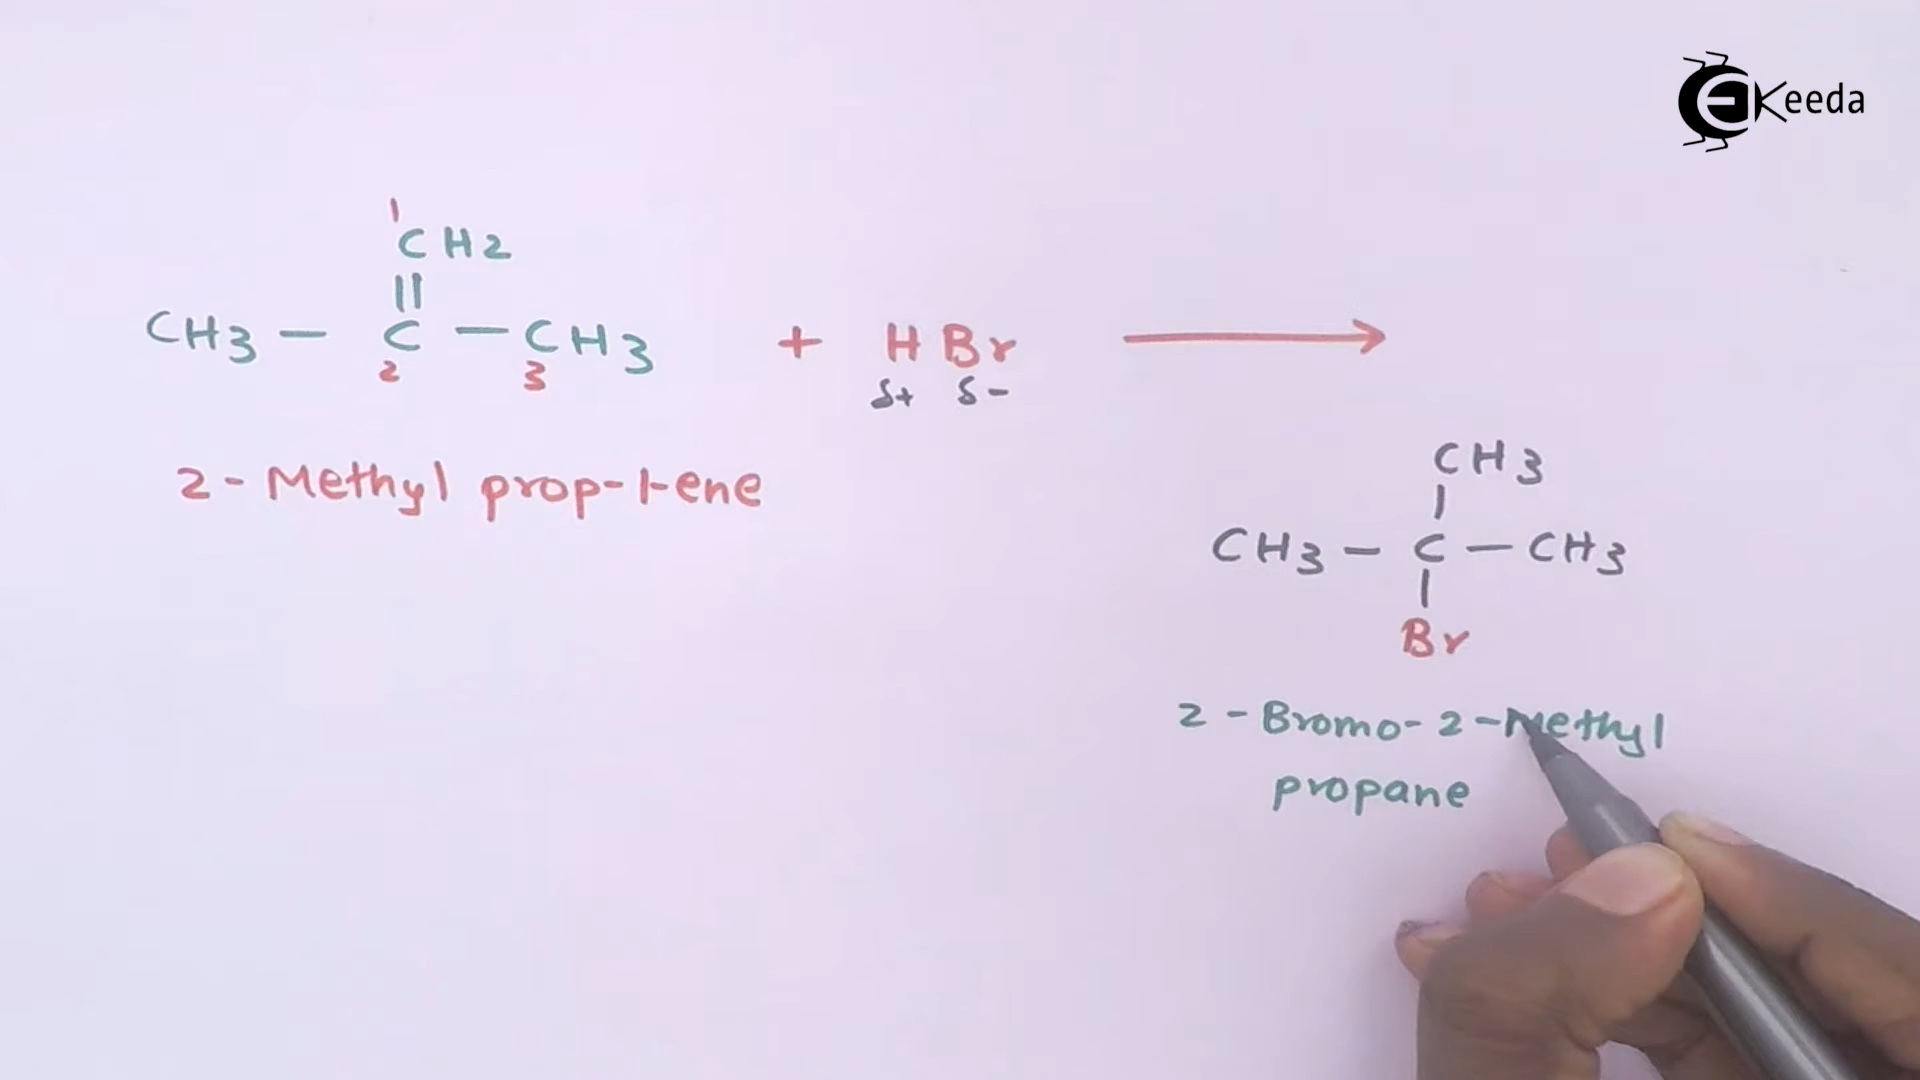 Keeda
1
CH2
||
CH3 - C - CH3 + HBr →
2 3 δ+ δ-
2 - Methyl prop-1-ene
CH3
|
CH3 - C - CH3
|
Br
2 - Bromo-2-Methyl
propane